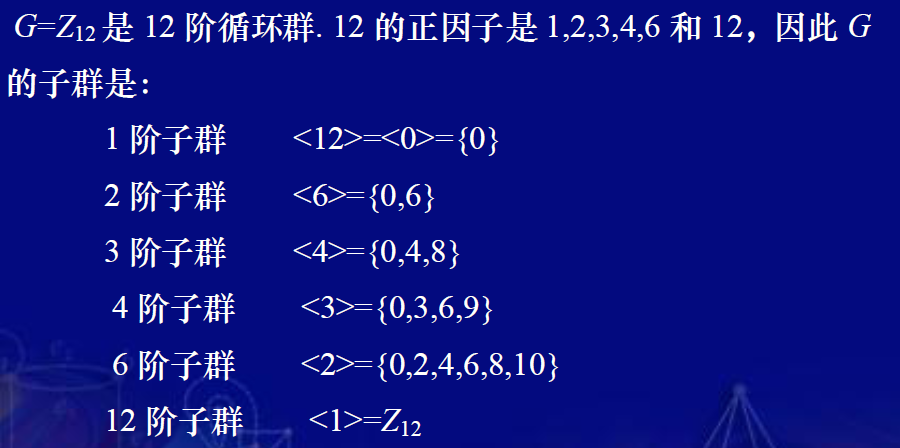 G=Z₁₂是 12 阶循环群. 12 的正因子是 1,2,3,4,6 和 12，因此 G
的子群是：
1 阶子群 <12>=<0>={0}
2 阶子群 <6>={0,6}
3 阶子群 <4>={0,4,8}
4 阶子群 <3>={0,3,6,9}
6 阶子群 <2>={0,2,4,6,8,10}
12 阶子群 <1>=Z₁₂